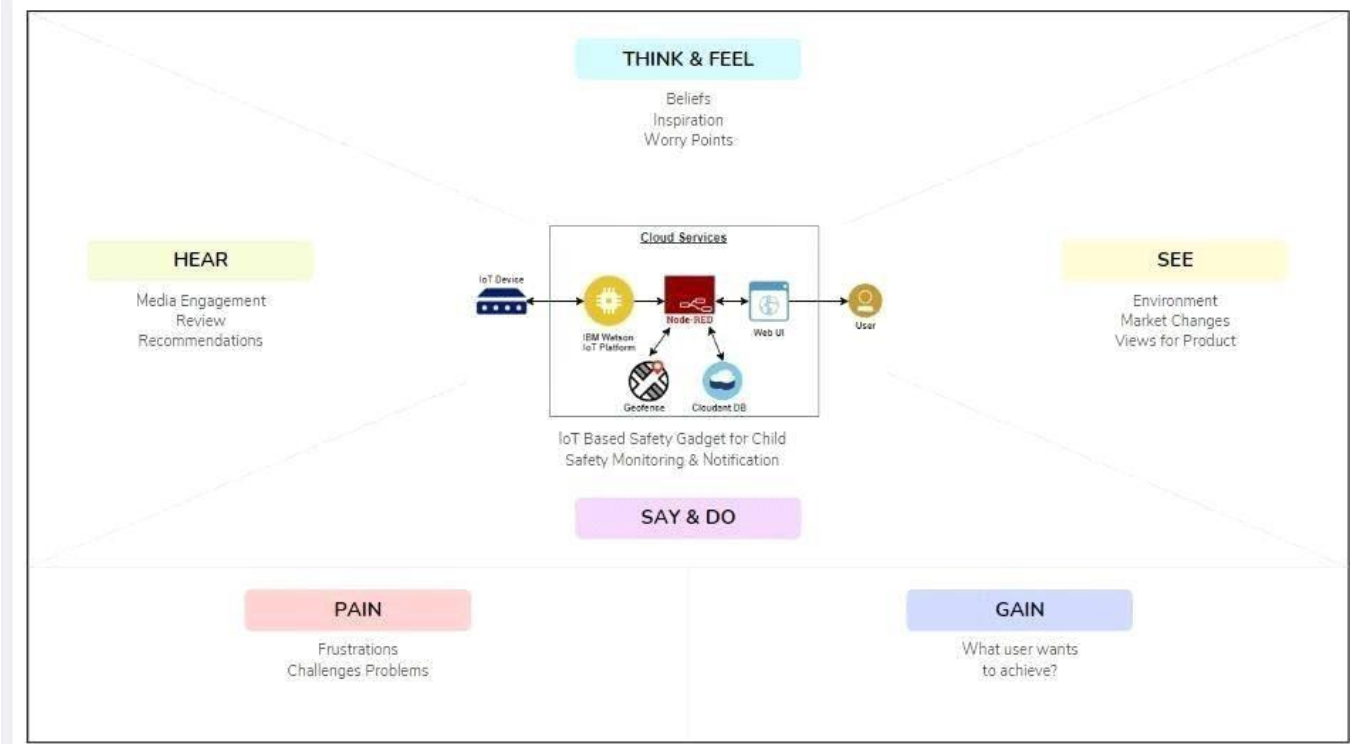 THINK & FEEL
Beliefs
Inspiration
Worry Points
HEAR
Media Engagement
Review
Recommendations
Cloud Services
IoT Device
IBM Watson
IoT Platform
Node-RED
Web UI
User
Geofense
Cloudant DB
IoT Based Safety Gadget for Child
Safety Monitoring & Notification
SEE
Environment
Market Changes
Views for Product
SAY & DO
PAIN
Frustrations
Challenges Problems
GAIN
What user wants
to achieve?